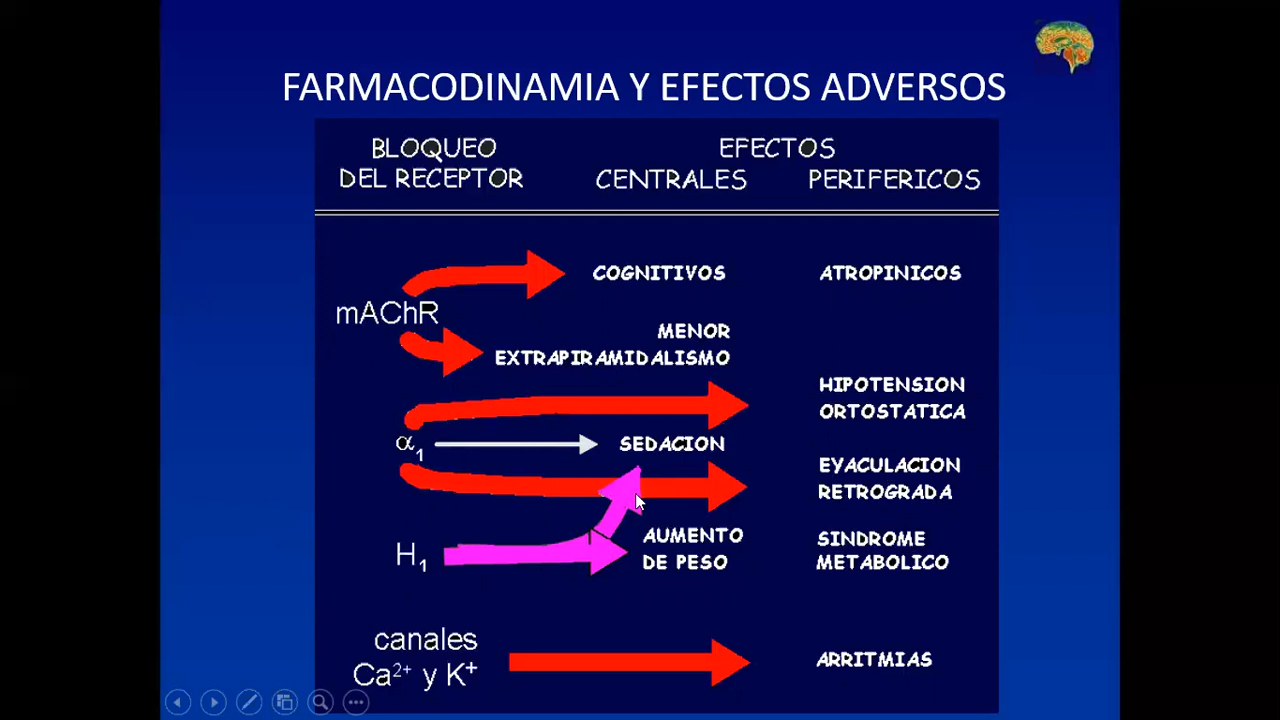 FARMACODINAMIA Y EFECTOS ADVERSOS
BLOQUEO
DEL RECEPTOR
EFECTOS
CENTRALES PERIFERICOS
mAChR
COGNITIVOS ATROPINICOS
MENOR
EXTRAPIRAMIDALISMO
HIPOTENSION
ORTOSTATICA
α1
SEDACION
EYACULACION
RETROGRADA
H1
AUMENTO
DE PESO
SINDROME
METABOLICO
canales
Ca2+ y K+
ARRITMIAS